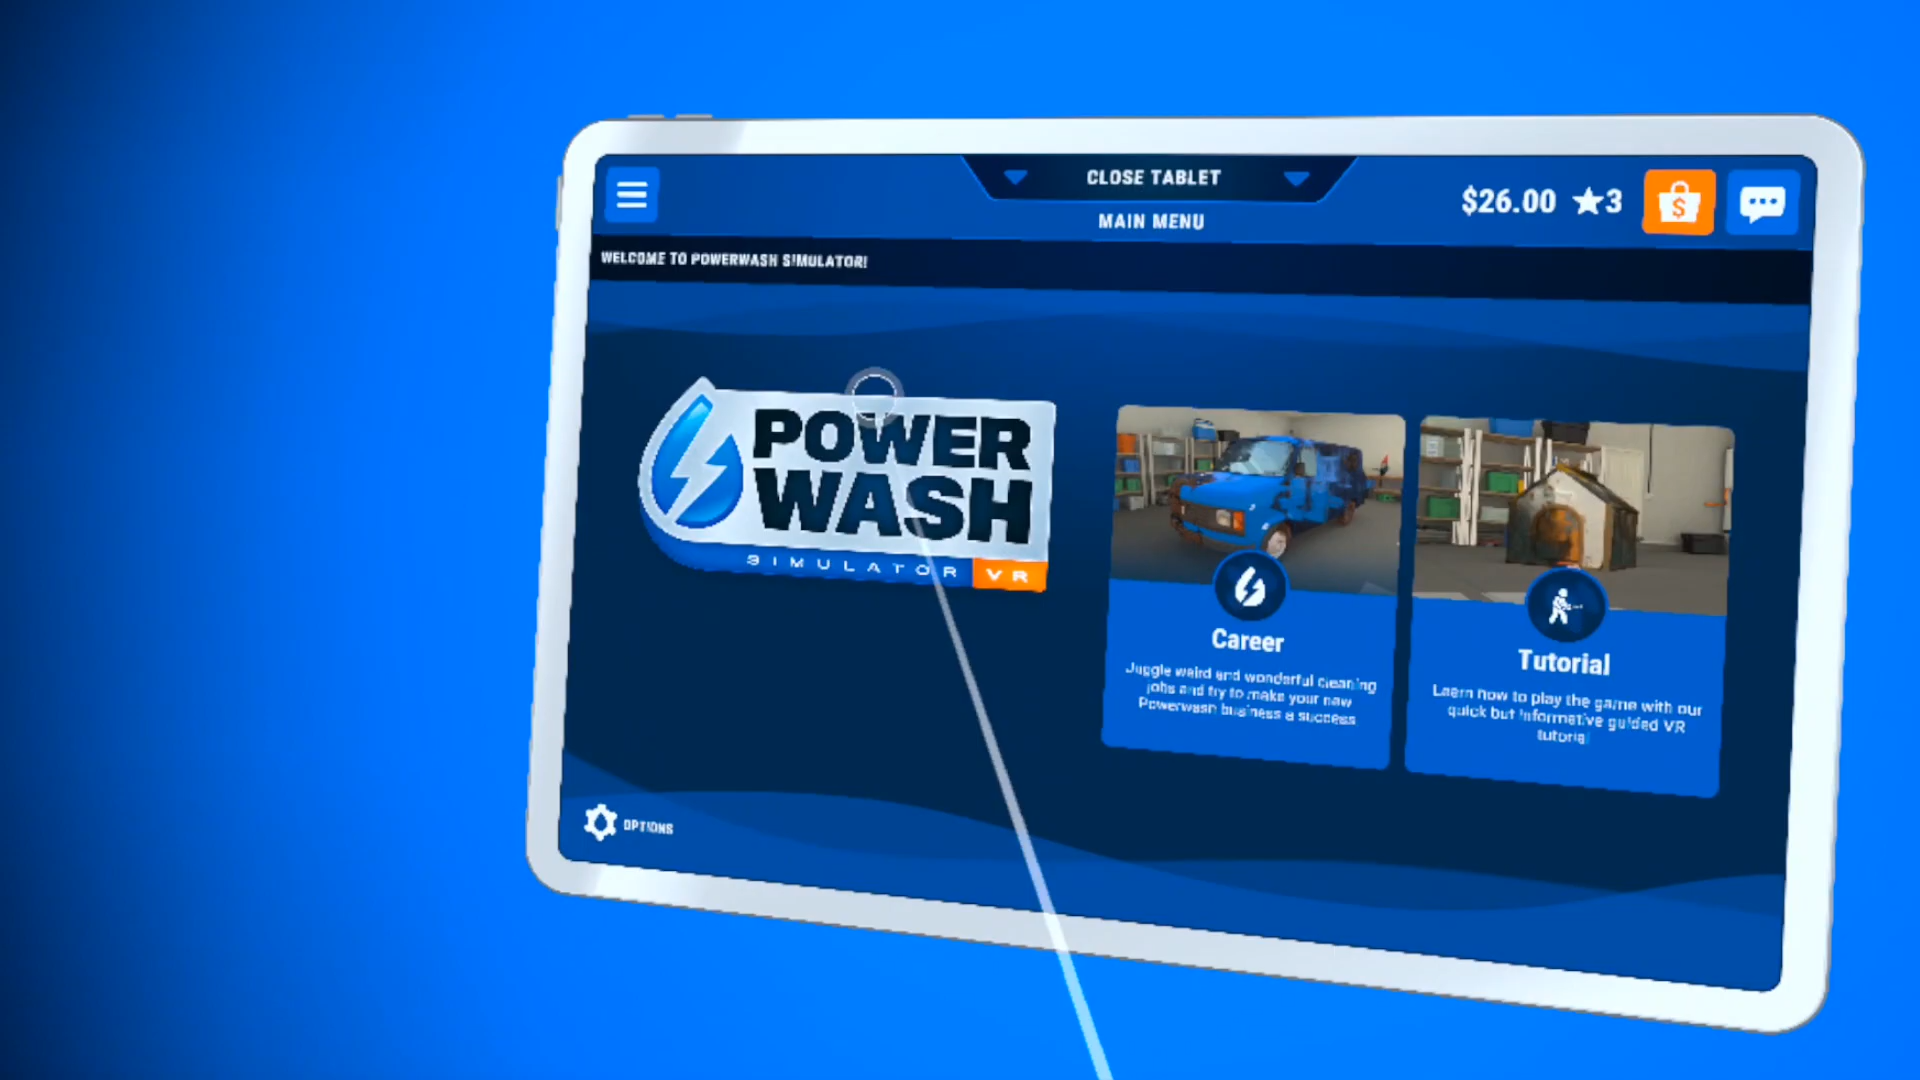 CLOSE TABLET
$26.00 ★3
MAIN MENU
WELCOME TO POWERWASH SIMULATOR!
POWER
WASH
SIMULATOR VR
Career
Juggle weird and wonderful cleaning
jobs and try to make your new
Powerwash business a success
Tutorial
Learn how to play the game with our
quick but informative guided VR
tutorial
OPTIONS